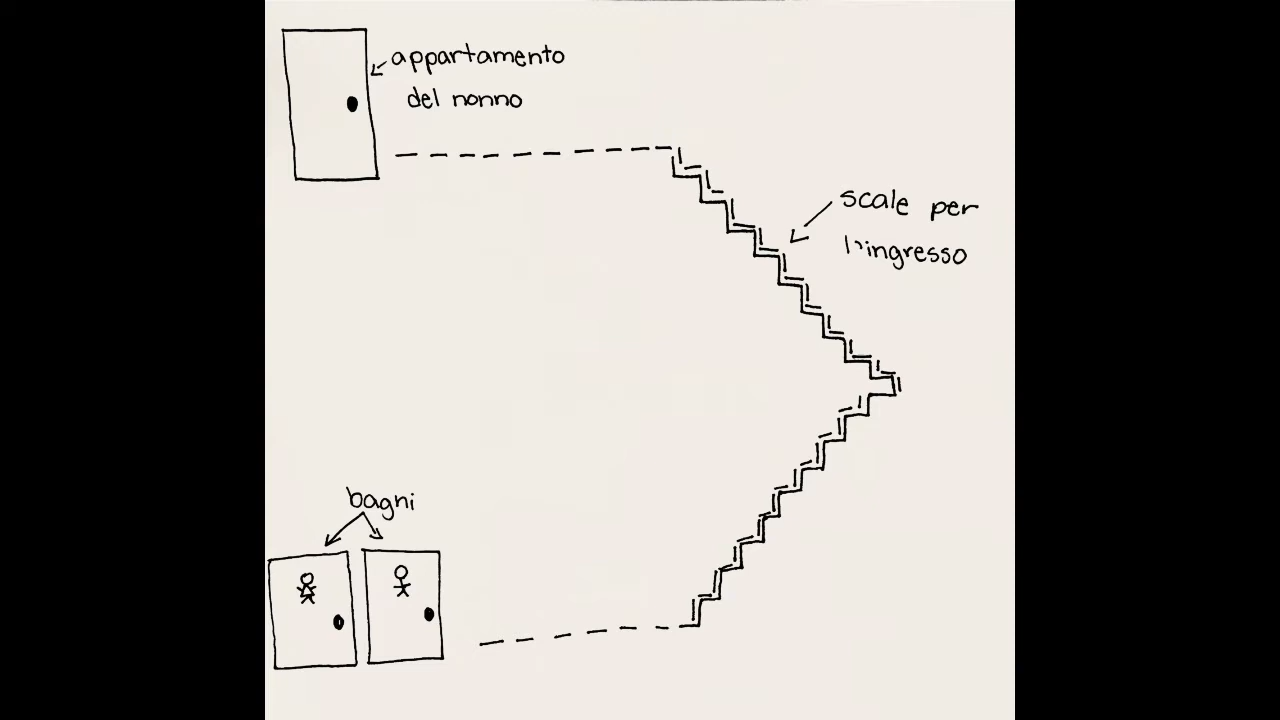 appartamento
del nonno
scale per
l'ingresso
bagni